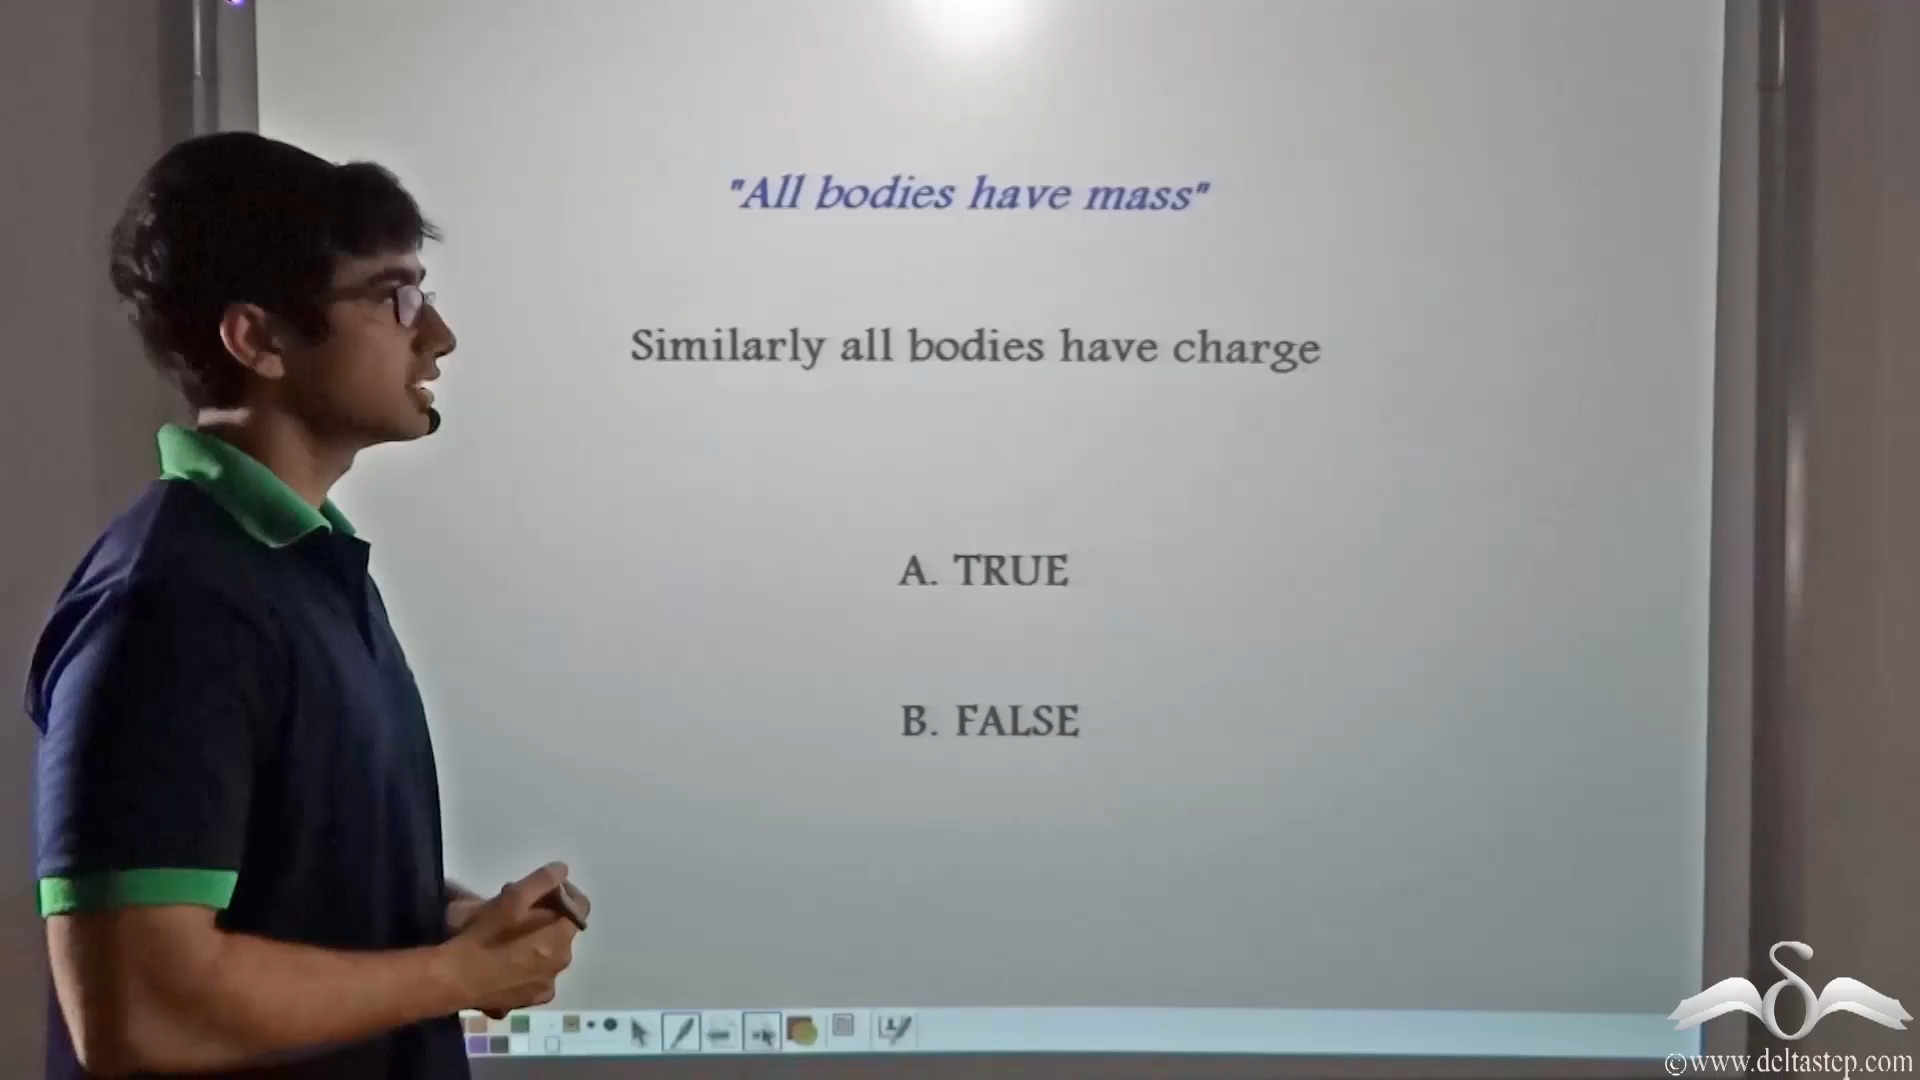 "All bodies have mass"
Similarly all bodies have charge
A. TRUE
B. FALSE
©www.deltastep.com